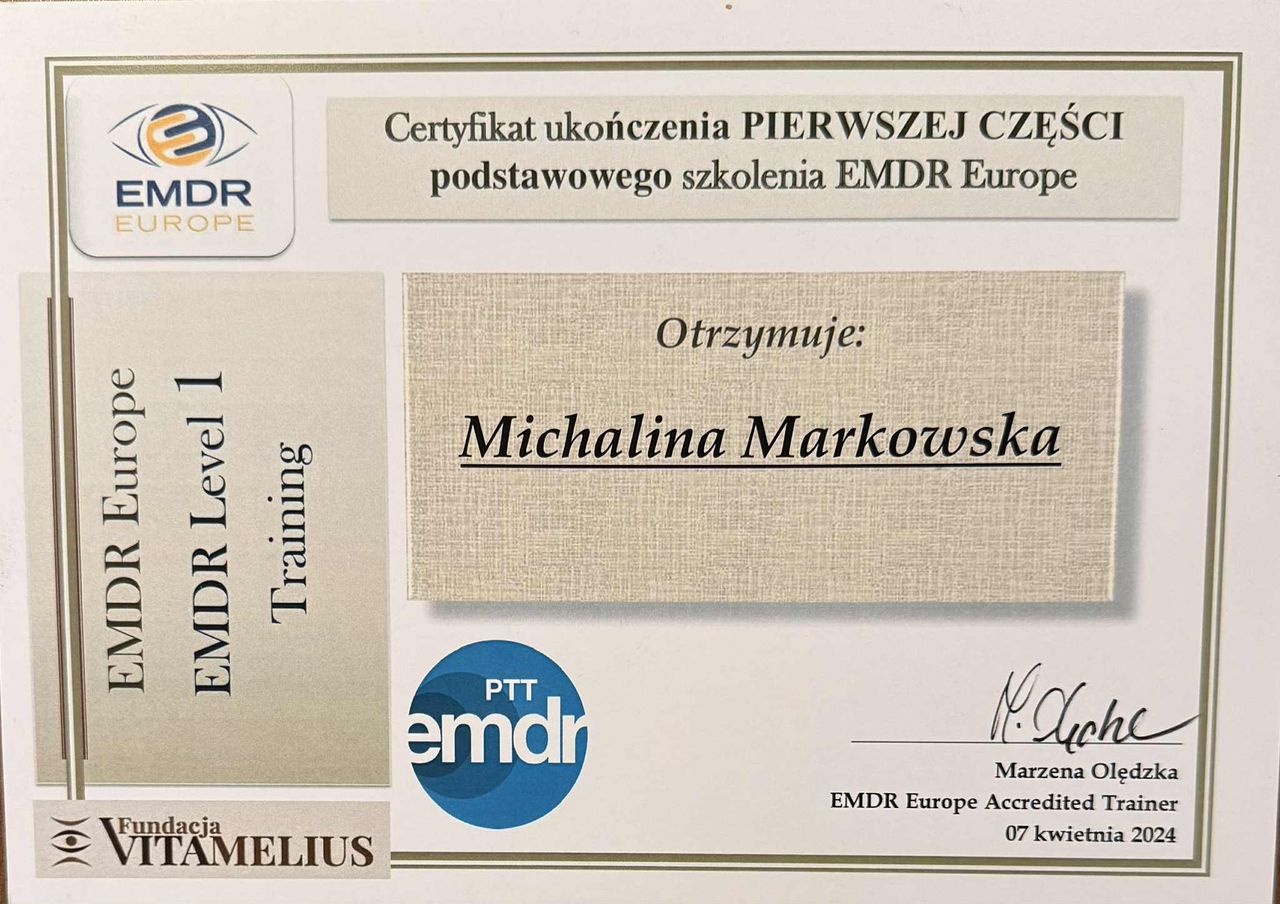 EMDR
EUROPE
Certyfikat ukończenia PIERWSZEJ CZĘŚCI
podstawowego szkolenia EMDR Europe
Otrzymuje:
Michalina Markowska
EMDR Europe
EMDR Level 1
Training
PTT
emdr
Marzena Olędzka
EMDR Europe Accredited Trainer
07 kwietnia 2024
Fundacja
VITAMELIUS